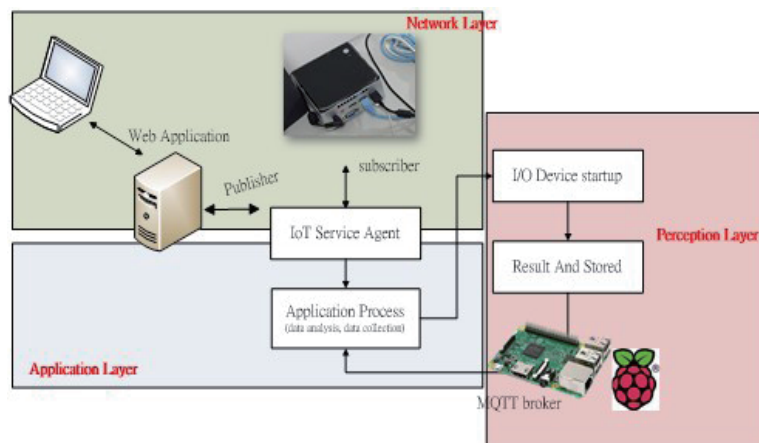 Network Layer
Web Application
Publisher
subscriber
IoT Service Agent
Application Process
(data analysis, data collection)
Application Layer
I/O Device startup
Result And Stored
Perception Layer
MQTT broker
®